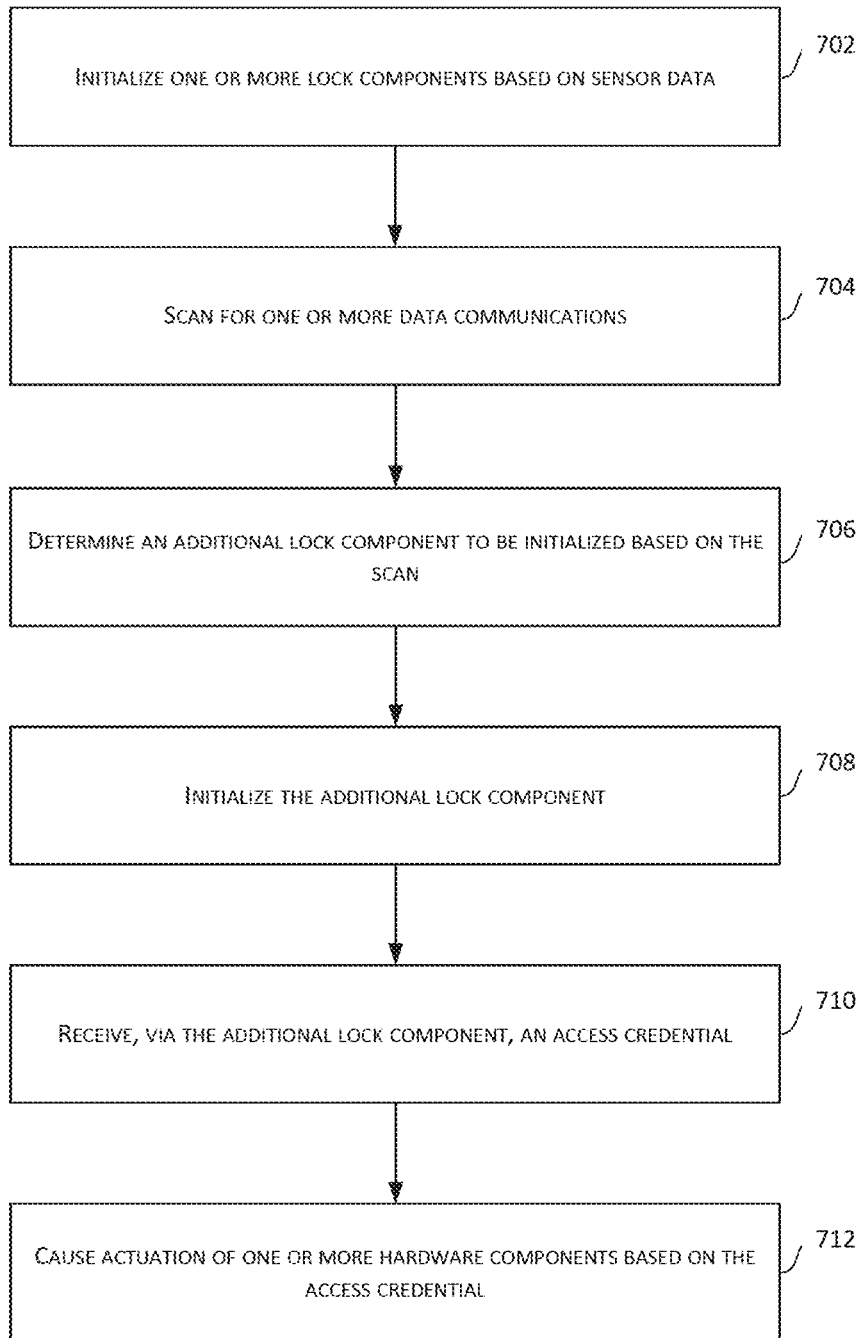 INITIALIZE ONE OR MORE LOCK COMPONENTS BASED ON SENSOR DATA
702
SCAN FOR ONE OR MORE DATA COMMUNICATIONS
704
DETERMINE AN ADDITIONAL LOCK COMPONENT TO BE INITIALIZED BASED ON THE
SCAN
706
INITIALIZE THE ADDITIONAL LOCK COMPONENT
708
RECEIVE, VIA THE ADDITIONAL LOCK COMPONENT, AN ACCESS CREDENTIAL
710
CAUSE ACTUATION OF ONE OR MORE HARDWARE COMPONENTS BASED ON THE
ACCESS CREDENTIAL
712